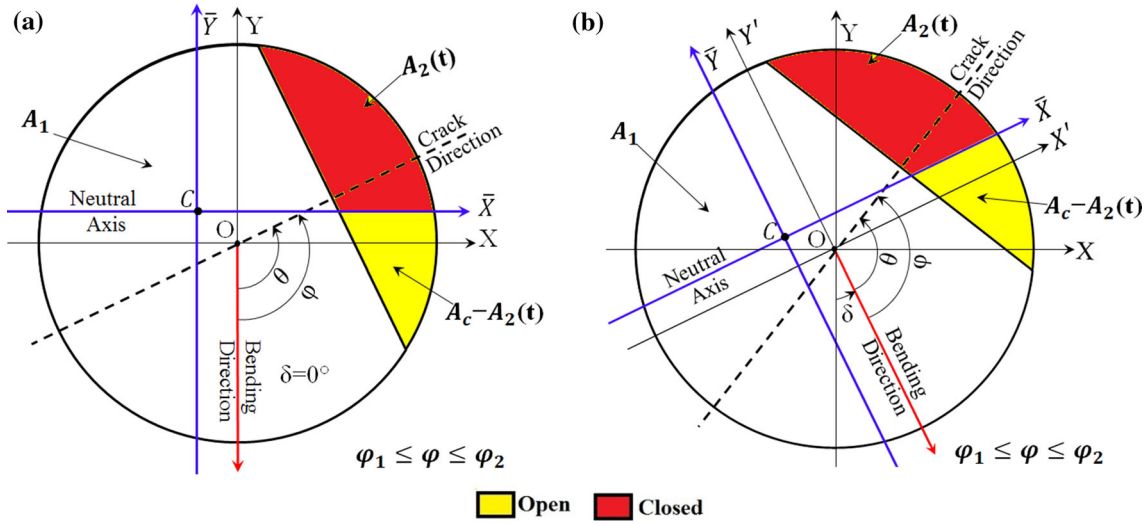 (a)
Ȳ
Y
A₂(t)
A₁
Crack
Direction
Neutral
Axis
C
X̄
O
X
θ
φ
A_c−A₂(t)
Bending
Direction
δ=0°
φ₁ ≤ φ ≤ φ₂
(b)
Ȳ
Y'
Y
A₂(t)
Crack
Direction
X̄
X'
A₁
A_c−A₂(t)
C
O
X
Neutral
Axis
θ
φ
δ
Bending
Direction
φ₁ ≤ φ ≤ φ₂
Open
Closed